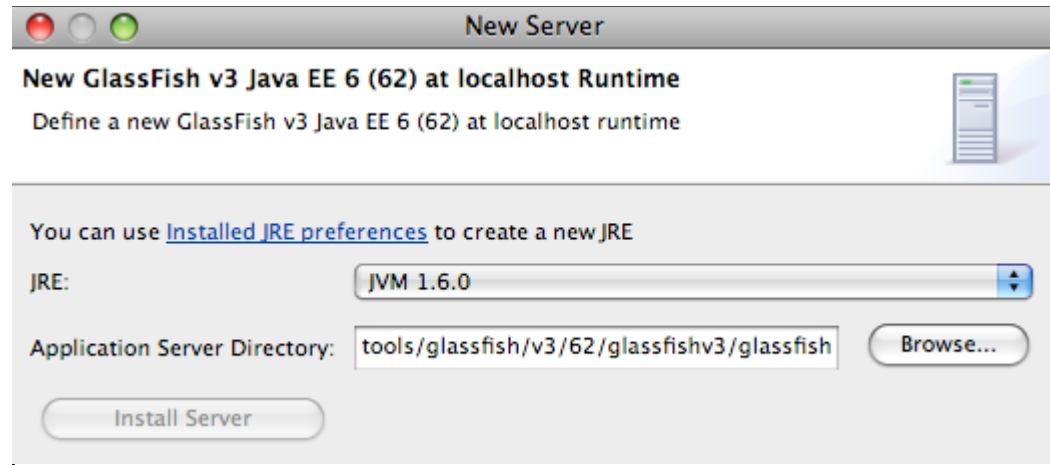 New Server
New GlassFish v3 Java EE 6 (62) at localhost Runtime
Define a new GlassFish v3 Java EE 6 (62) at localhost runtime
You can use Installed JRE preferences to create a new JRE
JRE: JVM 1.6.0
Application Server Directory: tools/glassfish/v3/62/glassfishv3/glassfish Browse...
Install Server